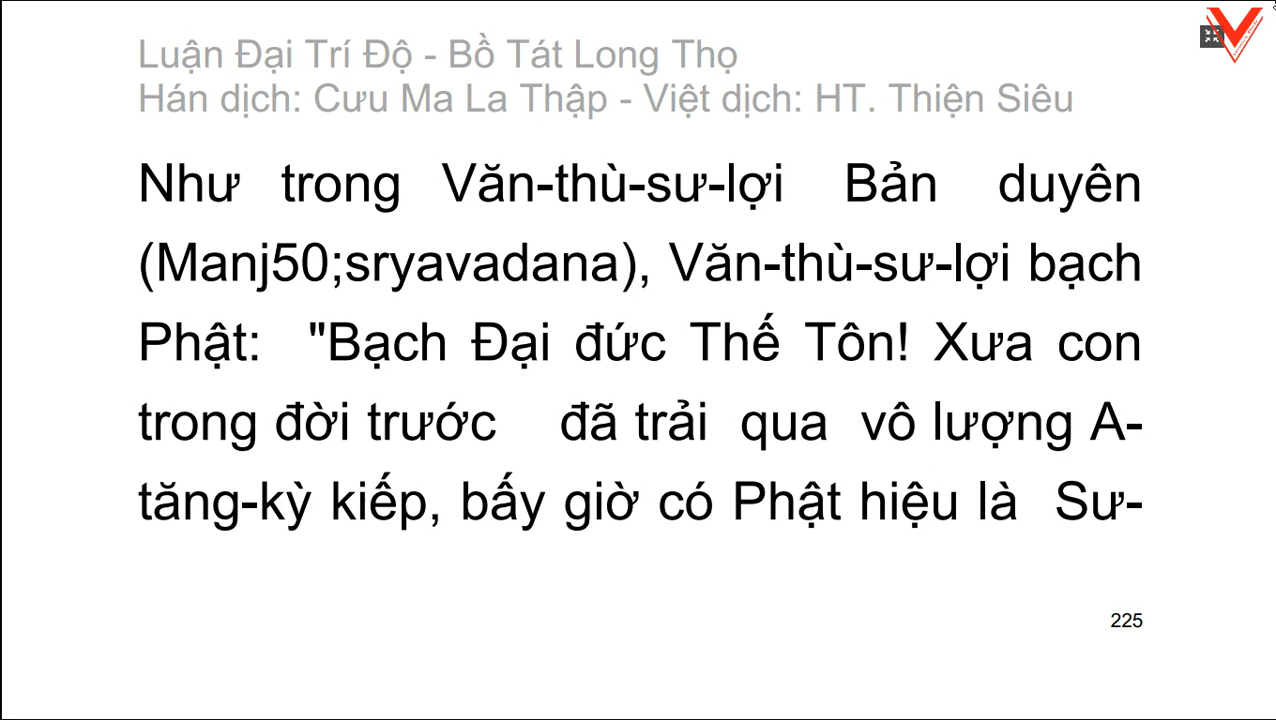 Luận Đại Trí Độ - Bồ Tát Long Thọ
Hán dịch: Cưu Ma La Thập - Việt dịch: HT. Thiện Siêu
Như trong Văn-thù-sư-lợi Bản duyên
(Manj50;sryavadana), Văn-thù-sư-lợi bạch
Phật: "Bạch Đại đức Thế Tôn! Xưa con
trong đời trước đã trải qua vô lượng A-
tăng-kỳ kiếp, bấy giờ có Phật hiệu là Sư-
225